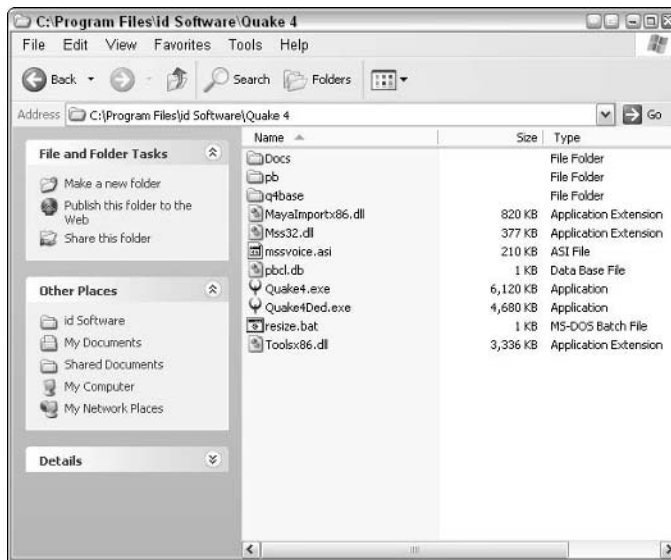 C:\Program Files\id Software\Quake 4
File Edit View Favorites Tools Help
Back Search Folders
Address C:\Program Files\id Software\Quake 4 Go
File and Folder Tasks
Make a new folder
Publish this folder to the
Web
Share this folder
Other Places
id Software
My Documents
Shared Documents
My Computer
My Network Places
Details
Name Size Type
Docs File Folder
pb File Folder
q4base File Folder
MayaImportx86.dll 820 KB Application Extension
Mss32.dll 377 KB Application Extension
mssvoice.asi 210 KB ASI File
pbcl.db 1 KB Data Base File
Quake4.exe 6,120 KB Application
Quake4Ded.exe 4,680 KB Application
resize.bat 1 KB MS-DOS Batch File
Toolsx86.dll 3,336 KB Application Extension